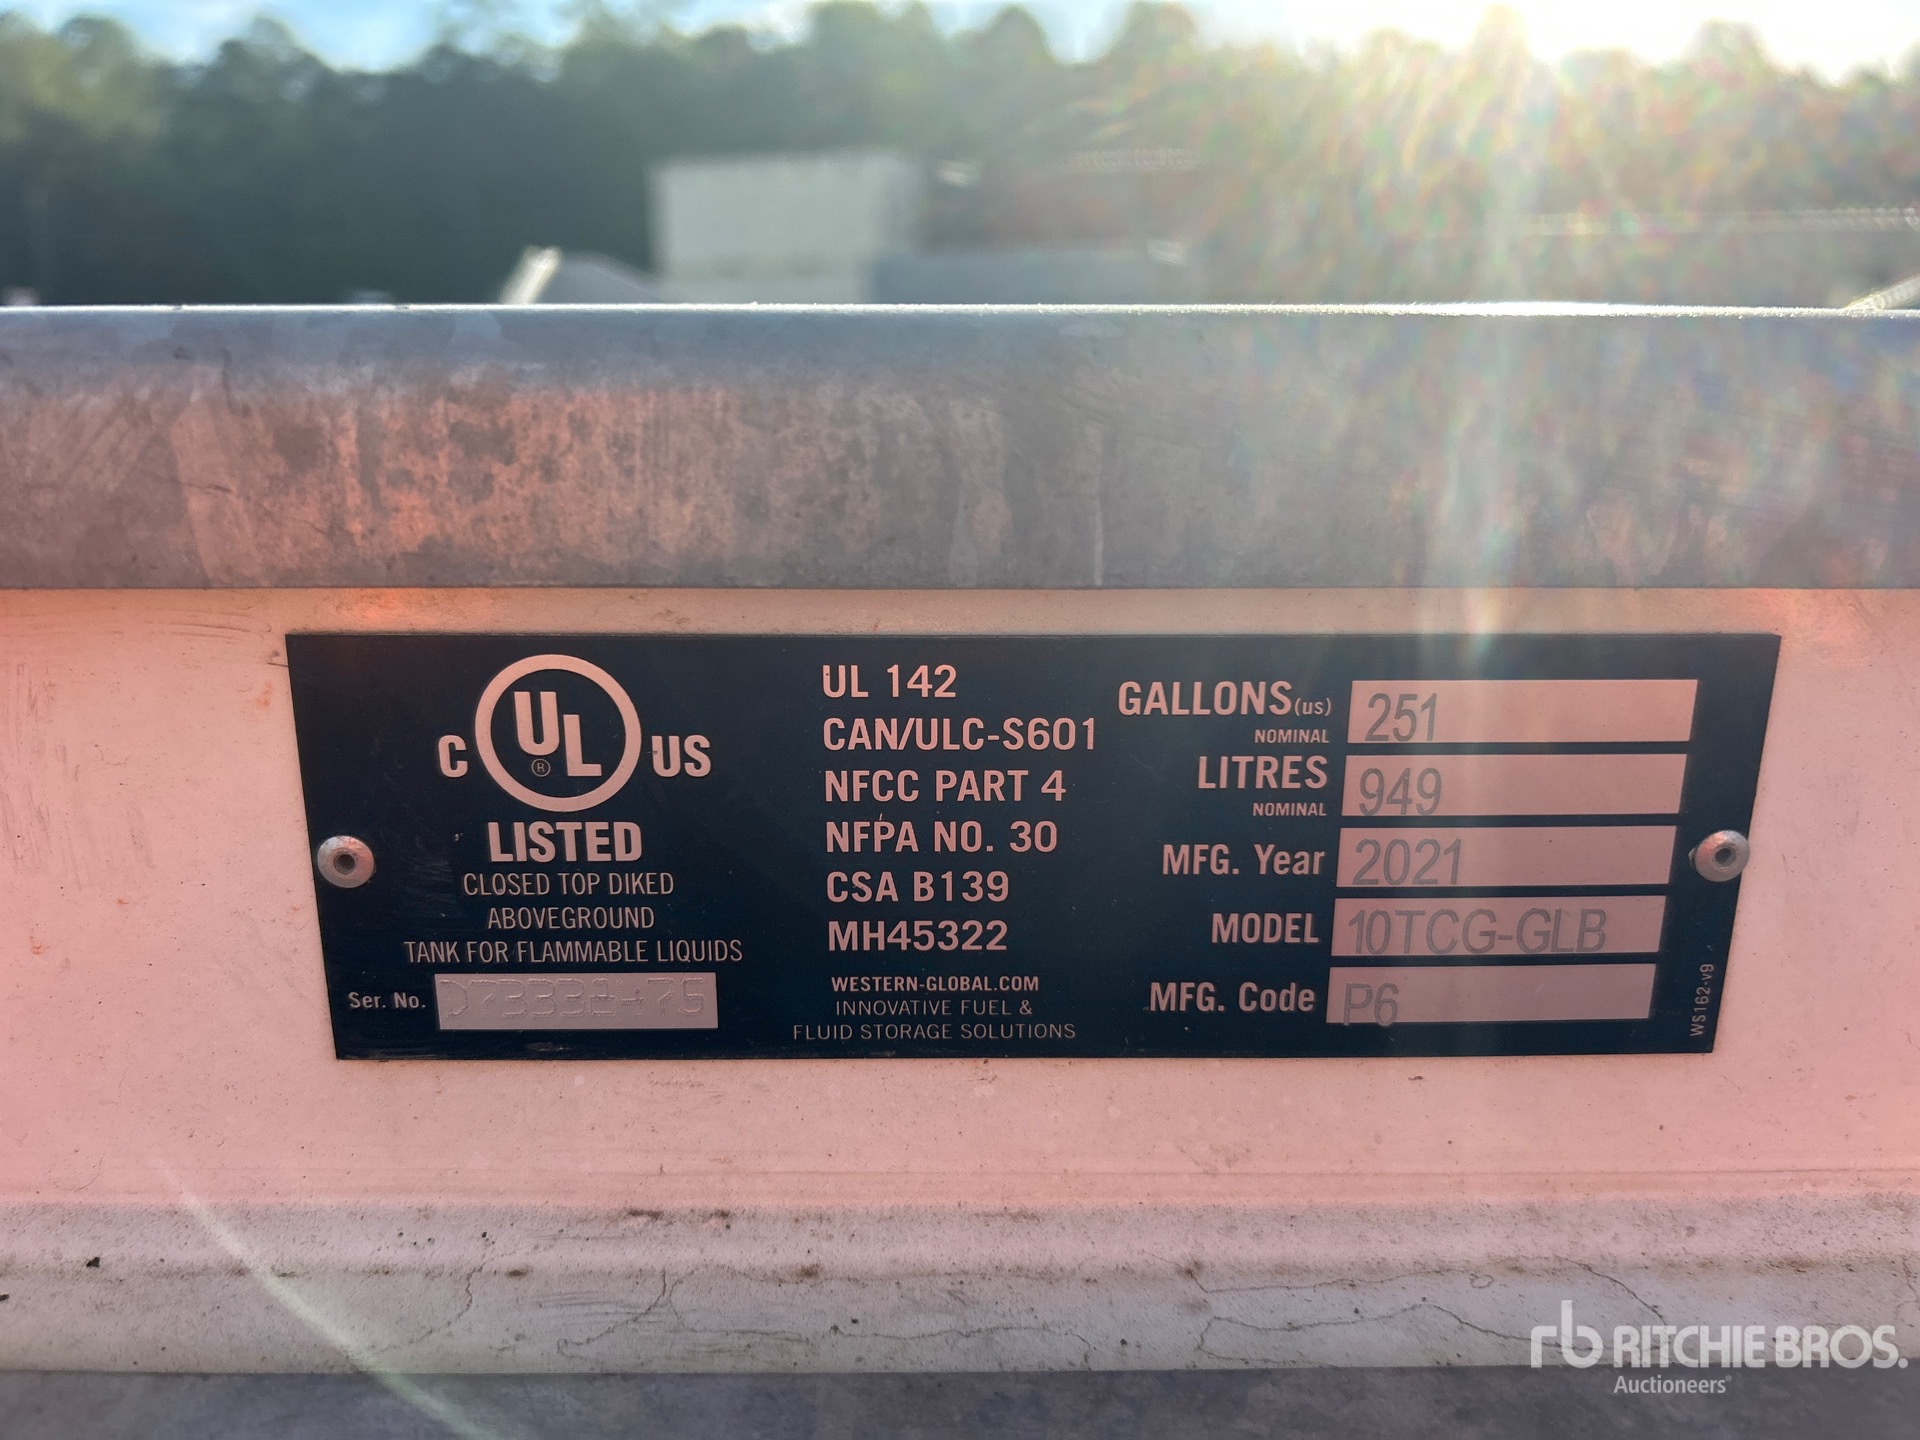 C UL ® US
LISTED
CLOSED TOP DIKED
ABOVEGROUND
TANK FOR FLAMMABLE LIQUIDS
Ser. No.
UL 142
CAN/ULC-S601
NFCC PART 4
NFPA NO. 30
CSA B139
MH45322
WESTERN-GLOBAL.COM
INNOVATIVE FUEL &
FLUID STORAGE SOLUTIONS
GALLONS(US) 251
NOMINAL
LITRES 949
NOMINAL
MFG. Year 2021
MODEL 10TCG-GLB
MFG. Code P6
WS162-v9
rb RITCHIE BROS.
Auctioneers